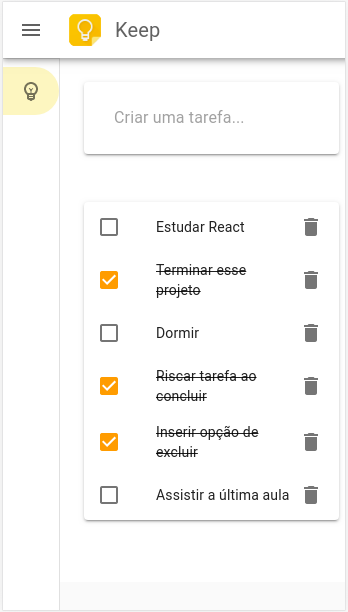 Keep
Criar uma tarefa...
Estudar React
Terminar esse
projeto
Dormir
Riscar tarefa ao
concluir
Inserir opção de
excluir
Assistir a última aula